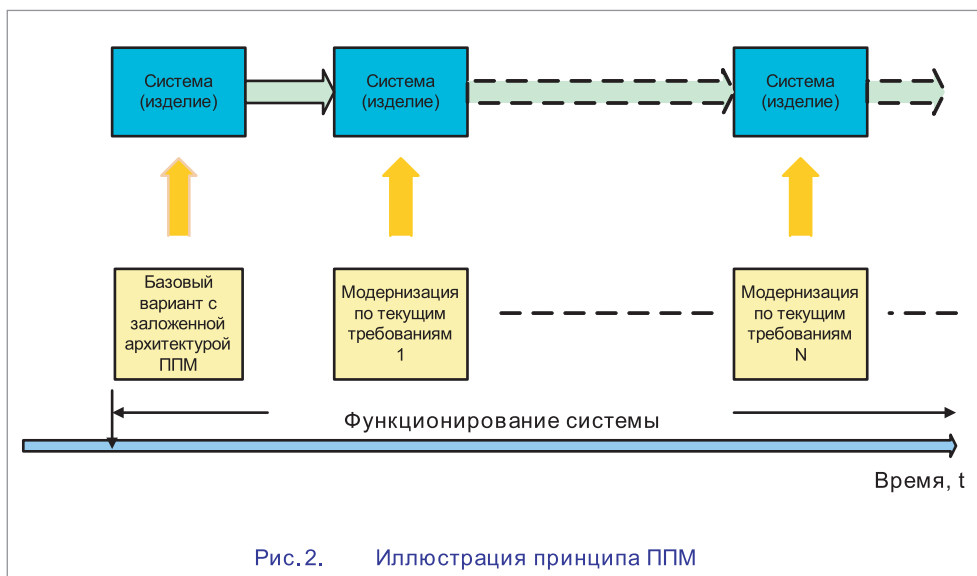 Система
(изделие)
Система
(изделие)
Система
(изделие)
Базовый
вариант с
заложенной
архитектурой
ППМ
Модернизация
по текущим
требованиям
1
Модернизация
по текущим
требованиям
N
Функционирование системы
Время, t
Рис. 2. Иллюстрация принципа ППМ